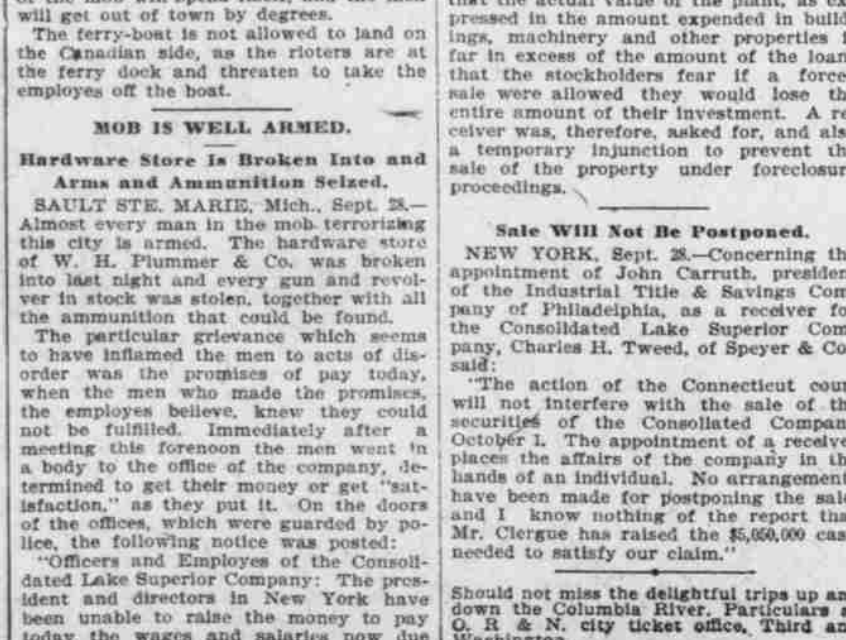 will get out of town by degrees.
The ferry-boat is not allowed to land on
the Canadian side, as the rioters are at
the ferry dock and threaten to take the
employes off the boat.
MOB IS WELL ARMED.
Hardware Store Is Broken Into and
Arms and Ammunition Seized.
SAULT STE. MARIE, Mich., Sept. 28.—
Almost every man in the mob terrorizing
this city is armed. The hardware store
of W. H. Plummer & Co. was broken
into last night and every gun and revol-
ver in stock was stolen, together with all
the ammunition that could be found.
The particular grievance which seems
to have inflamed the men to acts of dis-
order was the promises of pay today,
when the men who made the promises,
the employes believe, knew they could
not be fulfilled. Immediately after a
meeting this forenoon the men went in
a body to the office of the company, de-
termined to get their money or get "sat-
isfaction," as they put it. On the doors
of the offices, which were guarded by po-
lice, the following notice was posted:
"Officers and Employes of the Consoli-
dated Lake Superior Company: The pres-
ident and directors in New York have
been unable to raise the money to pay
today the wages and salaries now due
that the actual value of the plant, as ex
pressed in the amount expended in build
ings, machinery and other properties i
far in excess of the amount of the loan
that the stockholders fear if a force
sale were allowed they would lose th
entire amount of their investment. A re
ceiver was, therefore, asked for, and als
a temporary injunction to prevent th
sale of the property under foreclosur
proceedings.
Sale Will Not Be Postponed.
NEW YORK, Sept. 28.—Concerning th
appointment of John Carruth, presiden
of the Industrial Title & Savings Com
pany of Philadelphia, as a receiver fo
the Consolidated Lake Superior Com
pany, Charles H. Tweed, of Speyer & Co
said:
"The action of the Connecticut cour
will not interfere with the sale of th
securities of the Consollated Compan
October 1. The appointment of a receive
places the affairs of the company in th
hands of an individual. No arrangement
have been made for postponing the sale
and I know nothing of the report tha
Mr. Clergue has raised the $5,050,000 cas
needed to satisfy our claim."
Should not miss the delightful trips up an
down the Columbia River. Particulars a
O. R & N. city ticket office, Third an
Washington